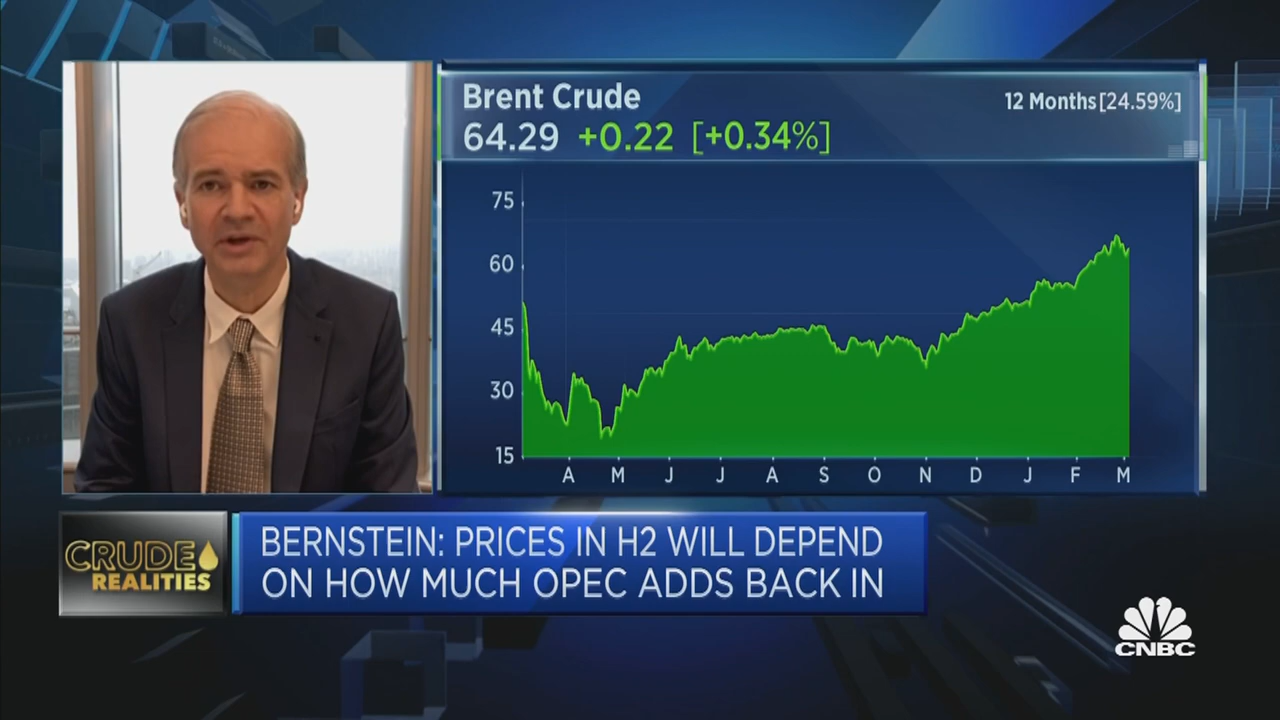 Brent Crude
12 Months[24.59%]
64.29 +0.22 [+0.34%]
75
60
45
30
15
A M J J A S O N D J F M
CRUDE
REALITIES
BERNSTEIN: PRICES IN H2 WILL DEPEND
ON HOW MUCH OPEC ADDS BACK IN
CNBC